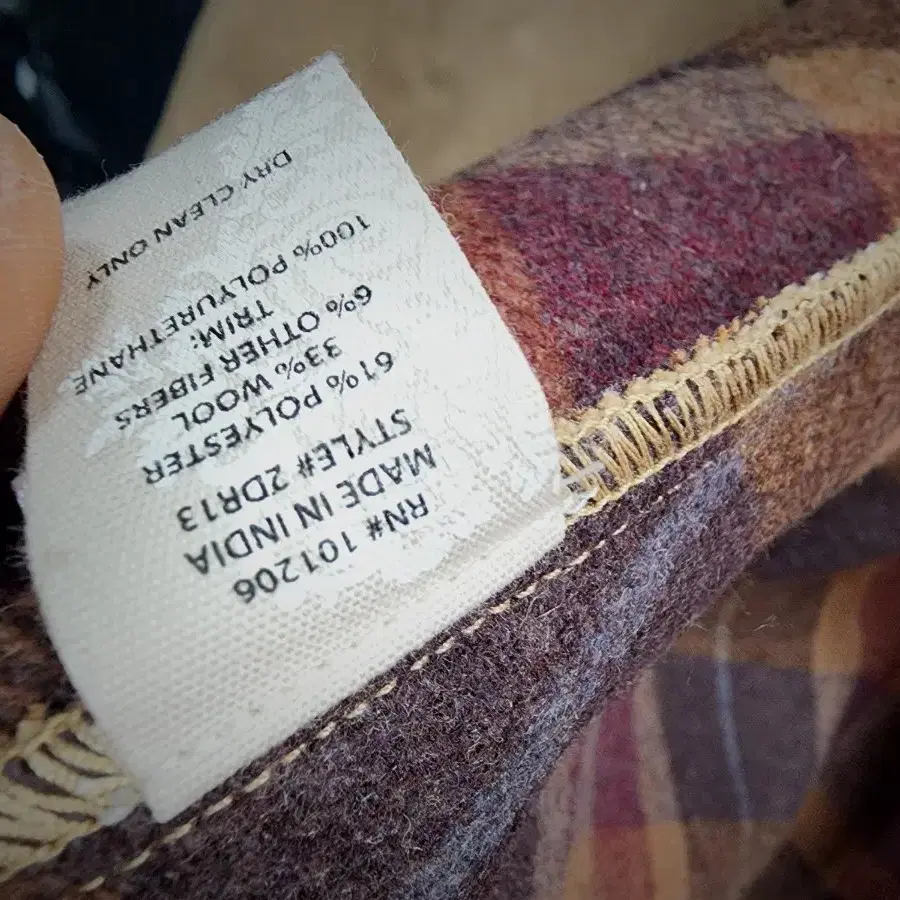 RN# 101206
MADE IN INDIA
STYLE# 2DR13
61% POLYESTER
33% WOOL
6% OTHER FIBERS
TRIM:
100% POLYURETHANE
DRY CLEAN ONLY